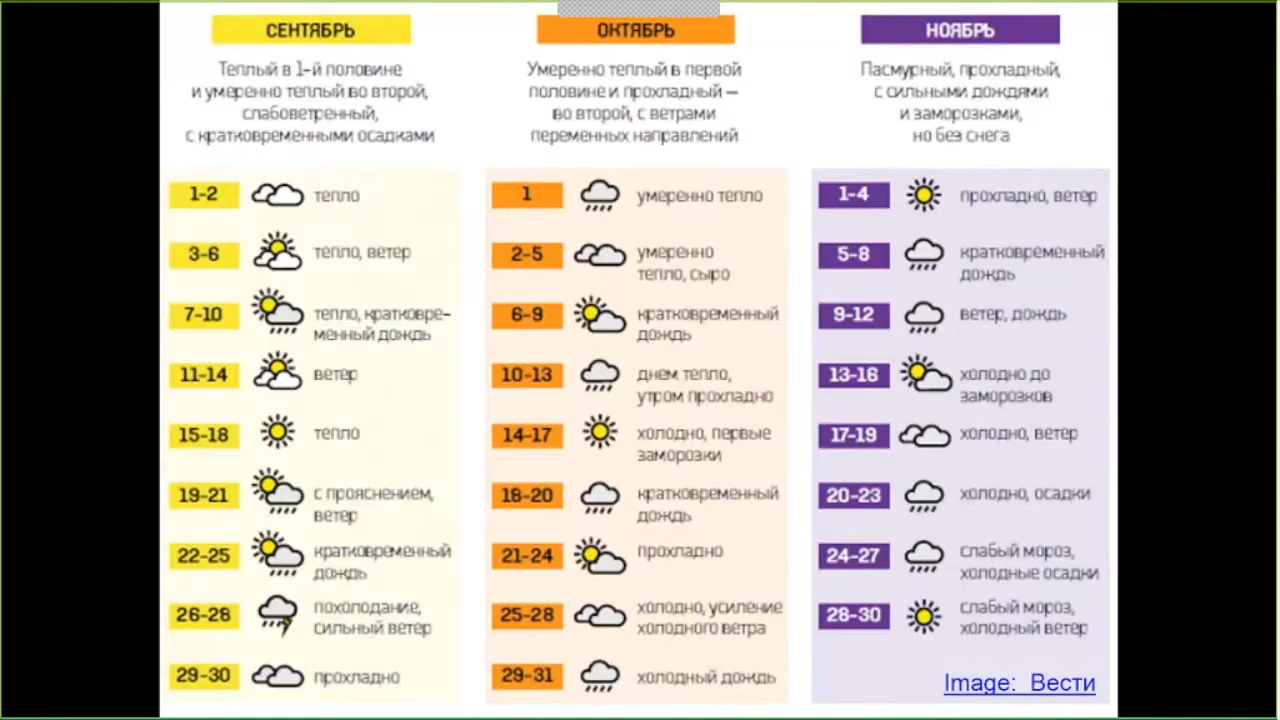 СЕНТЯБРЬ
Теплый в 1-й половине
и умеренно теплый во второй,
слабоветренный,
с кратковременными осадками
1-2
тепло
3-6
тепло, ветер
7-10
тепло, кратковре-
менный дождь
11-14
ветер
15-18
тепло
19-21
с прояснением,
ветер
22-25
кратковременный
дождь
26-28
похолодание,
сильный ветер
29-30
прохладно
ОКТЯБРЬ
Умеренно теплый в первой
половине и прохладный —
во второй, с ветрами
переменных направлений
1
умеренно тепло
2-5
умеренно
тепло, сыро
6-9
кратковременный
дождь
10-13
днем тепло,
утром прохладно
14-17
холодно, первые
заморозки
18-20
кратковременный
дождь
21-24
прохладно
25-28
холодно, усиление
холодного ветра
29-31
холодный дождь
НОЯБРЬ
Пасмурный, прохладный,
с сильными дождями
и заморозками,
но без снега
1-4
прохладно, ветер
5-8
кратковременный
дождь
9-12
ветер, дождь
13-16
холодно до
заморозков
17-19
холодно, ветер
20-23
холодно, осадки
24-27
слабый мороз,
холодные осадки
28-30
слабый мороз,
холодный ветер
Image: Вести